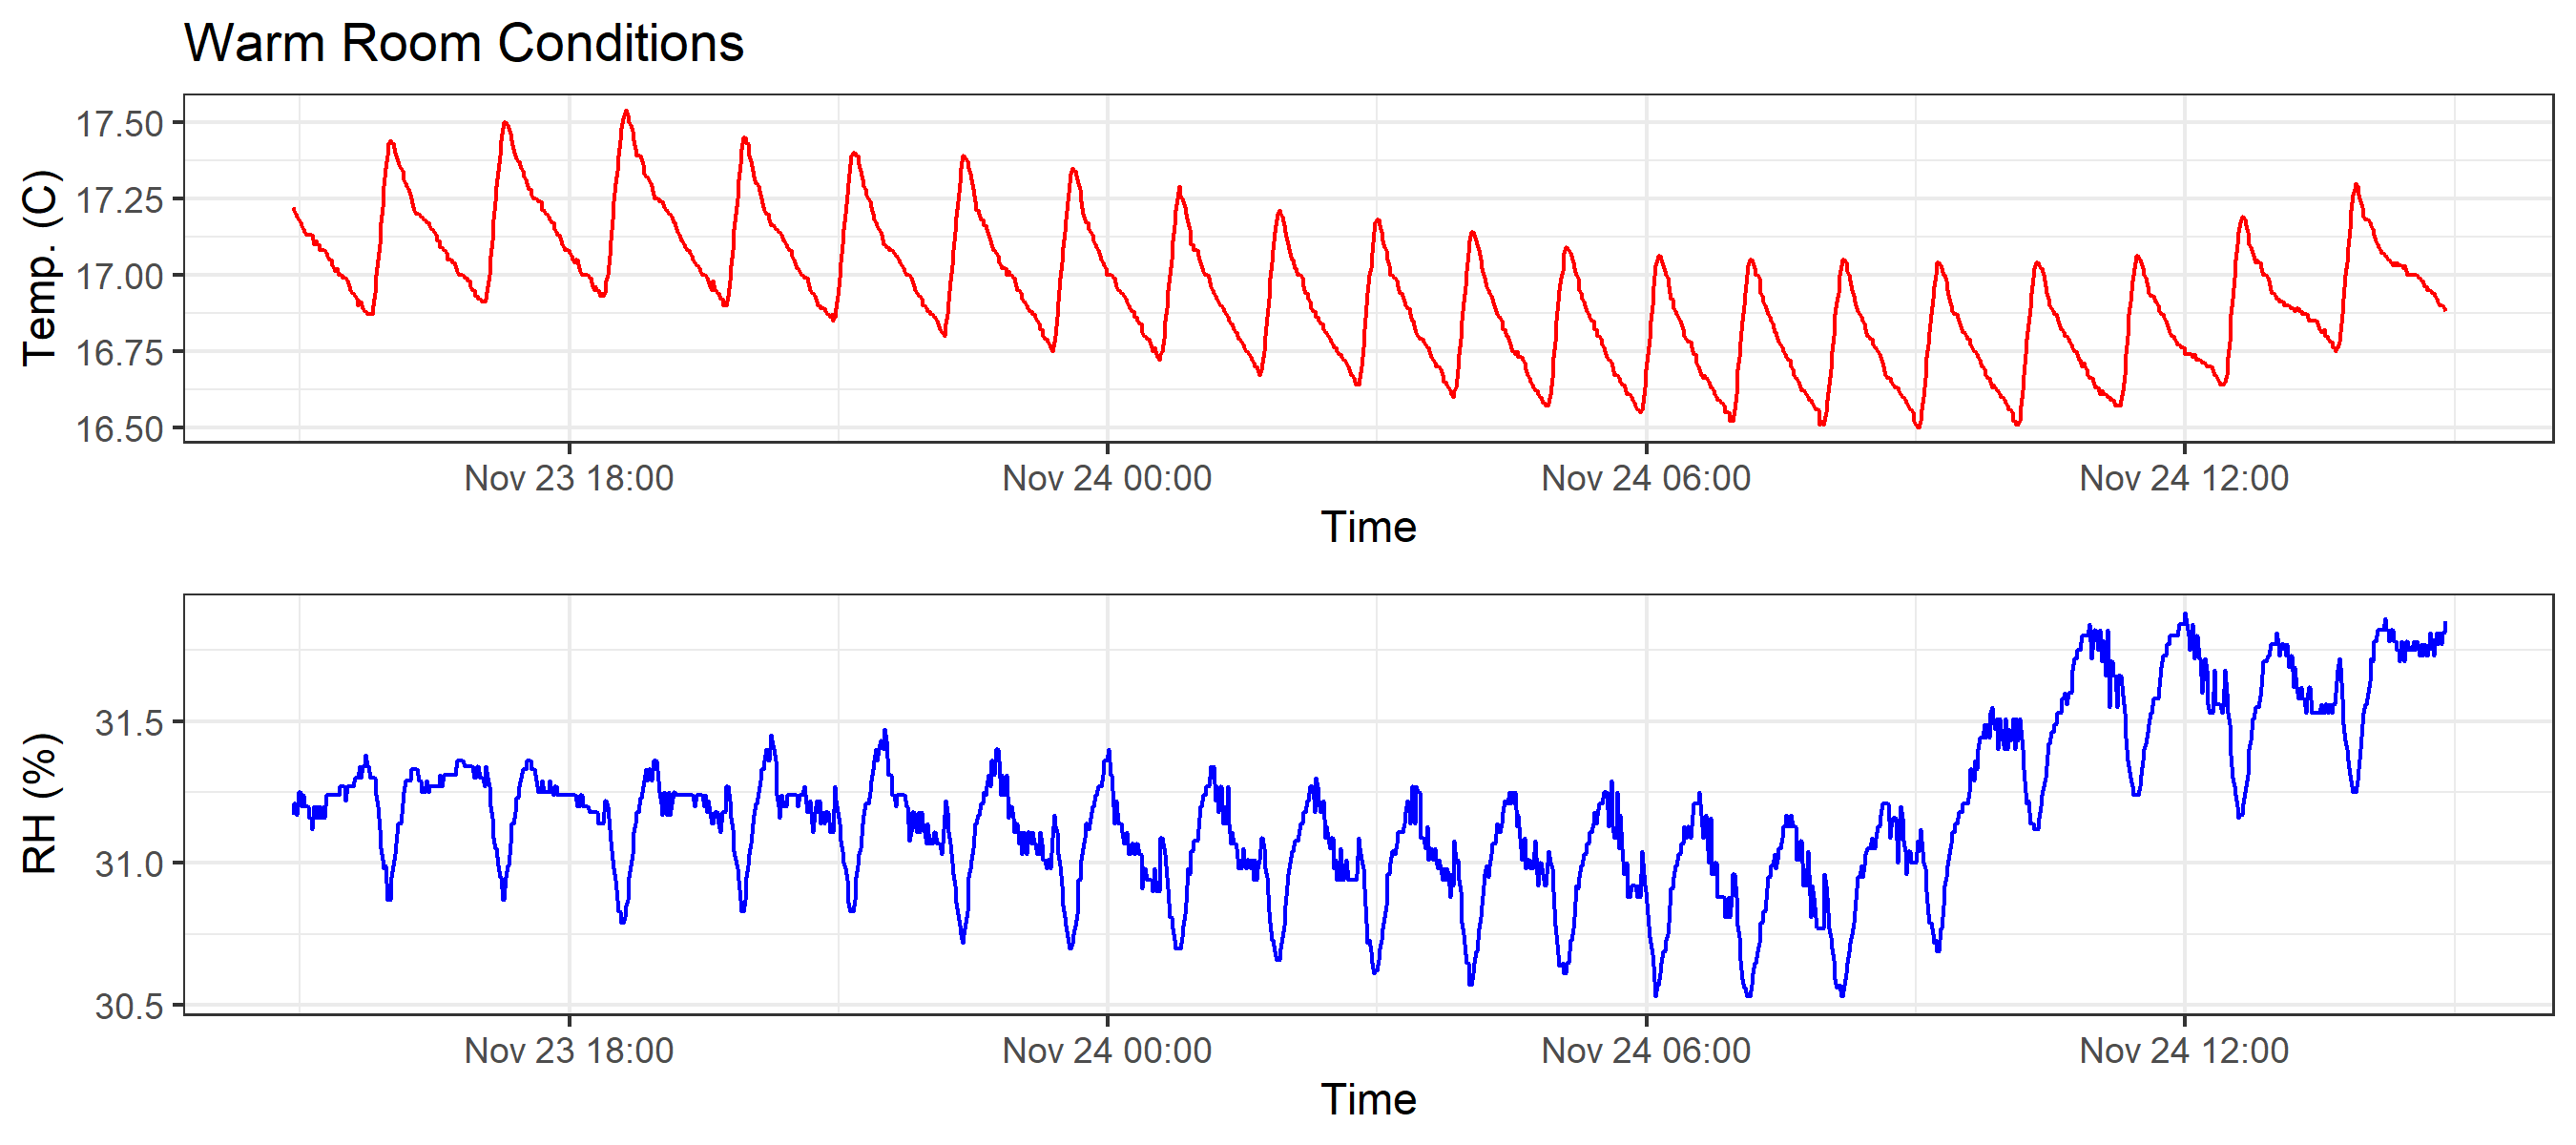 Warm Room Conditions
Temp. (C)
17.50
17.25
17.00
16.75
16.50
Nov 23 18:00 Nov 24 00:00 Nov 24 06:00 Nov 24 12:00
Time
RH (%)
31.5
31.0
30.5
Nov 23 18:00 Nov 24 00:00 Nov 24 06:00 Nov 24 12:00
Time